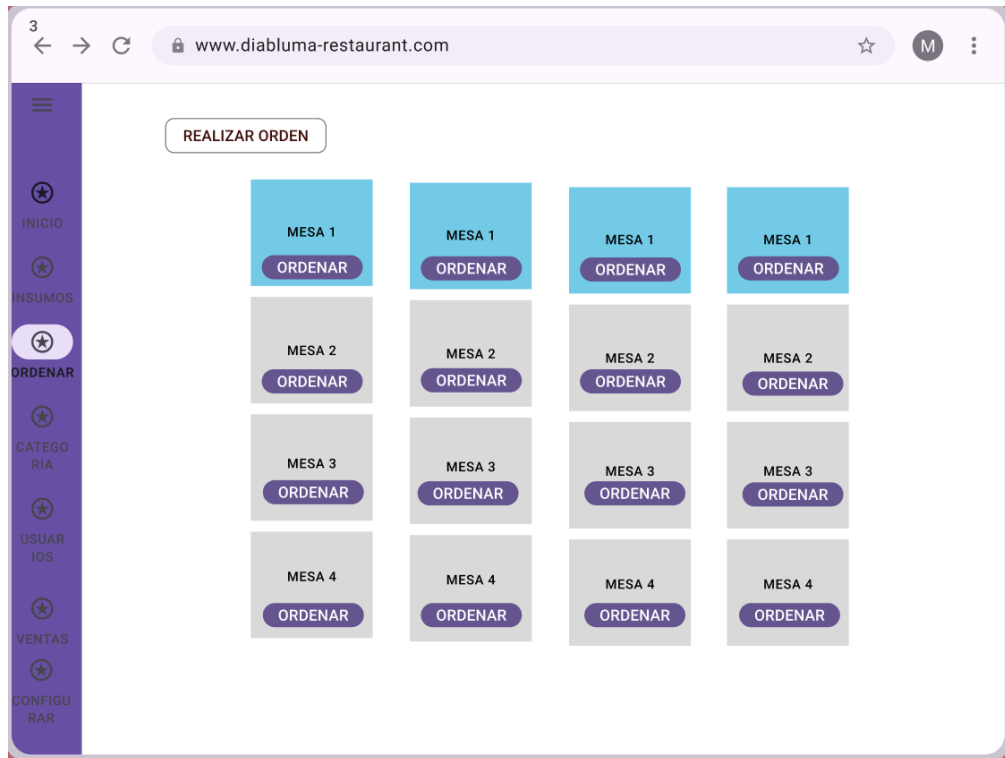 3
www.diabluma-restaurant.com
M
REALIZAR ORDEN
INICIO
INSUMOS
ORDENAR
CATEGO
RIA
USUAR
IOS
VENTAS
CONFIGU
RAR
MESA 1 MESA 1 MESA 1 MESA 1
ORDENAR ORDENAR ORDENAR ORDENAR
MESA 2 MESA 2 MESA 2 MESA 2
ORDENAR ORDENAR ORDENAR ORDENAR
MESA 3 MESA 3 MESA 3 MESA 3
ORDENAR ORDENAR ORDENAR ORDENAR
MESA 4 MESA 4 MESA 4 MESA 4
ORDENAR ORDENAR ORDENAR ORDENAR